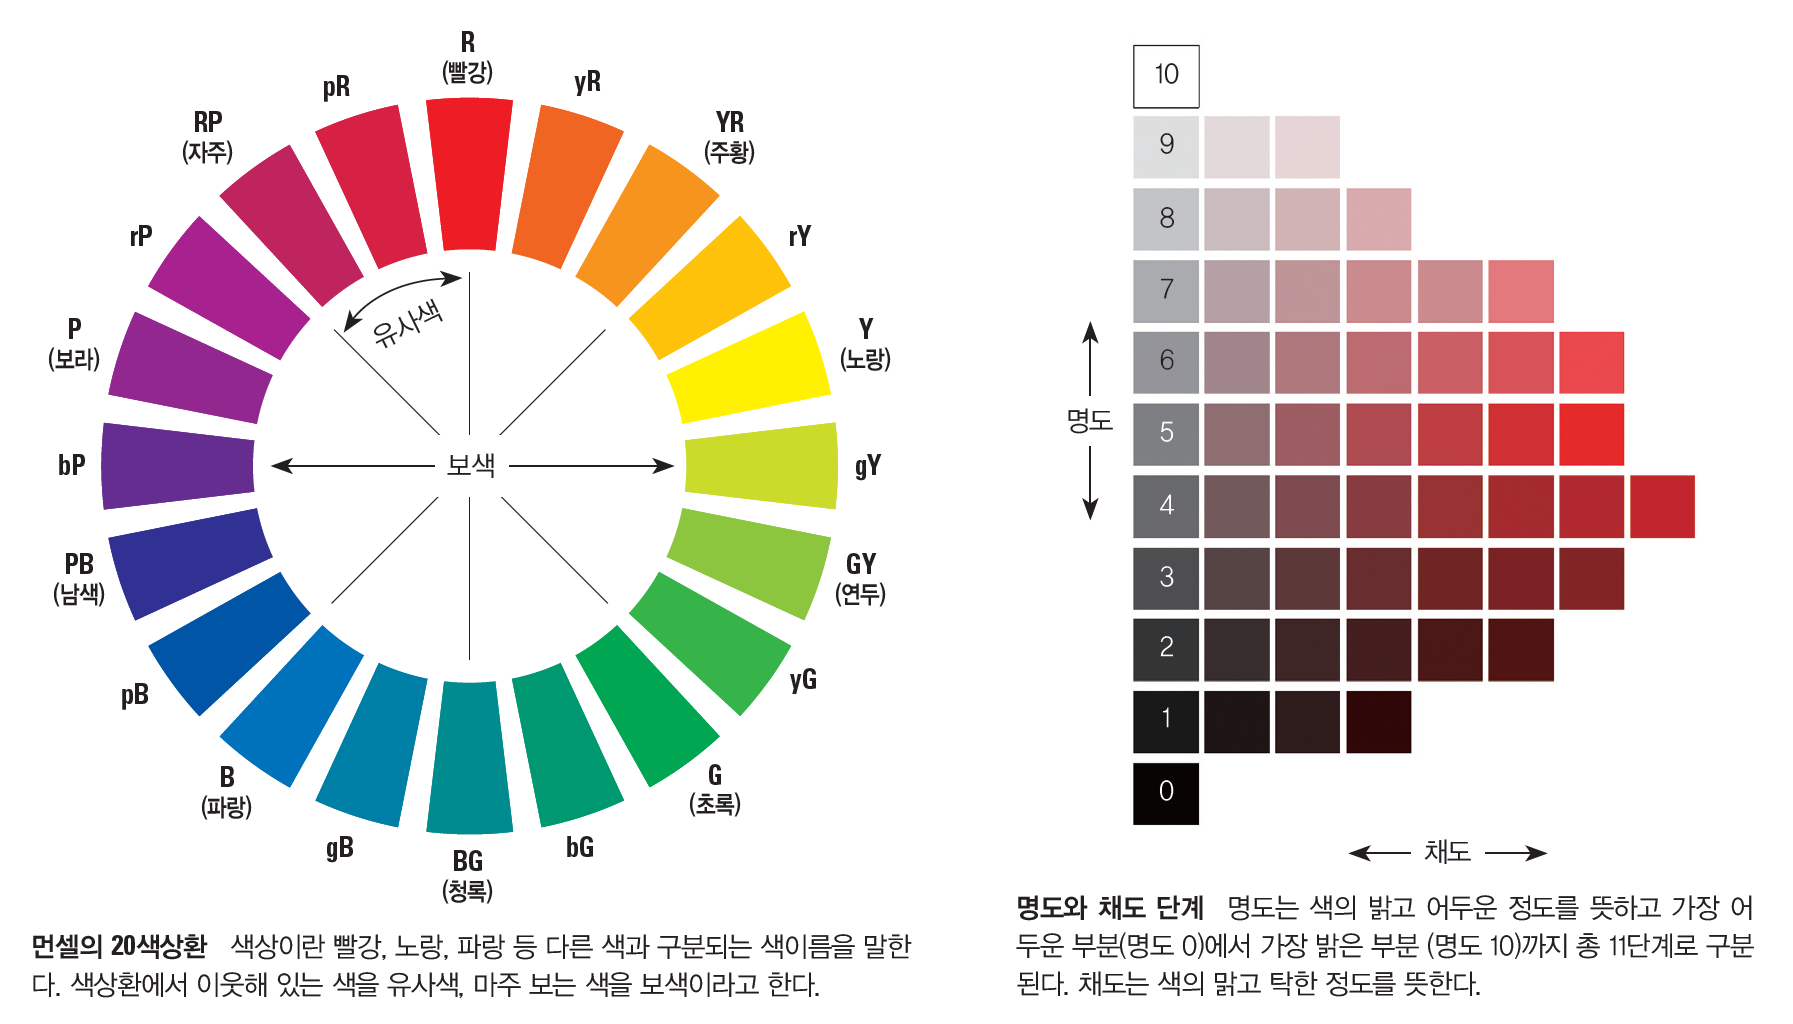 R
(빨강)
yR
YR
(주황)
rY
Y
(노랑)
gY
GY
(연두)
yG
G
(초록)
bG
BG
(청록)
gB
B
(파랑)
pB
PB
(남색)
bP
P
(보라)
rP
RP
(자주)
pR
유사색
보색
먼셀의 20색상환 색상이란 빨강, 노랑, 파랑 등 다른 색과 구분되는 색이름을 말한
다. 색상환에서 이웃해 있는 색을 유사색, 마주 보는 색을 보색이라고 한다.
10
9
8
7
6
5
4
3
2
1
0
명도
채도
명도와 채도 단계 명도는 색의 밝고 어두운 정도를 뜻하고 가장 어
두운 부분(명도 0)에서 가장 밝은 부분 (명도 10)까지 총 11단계로 구분
된다. 채도는 색의 맑고 탁한 정도를 뜻한다.